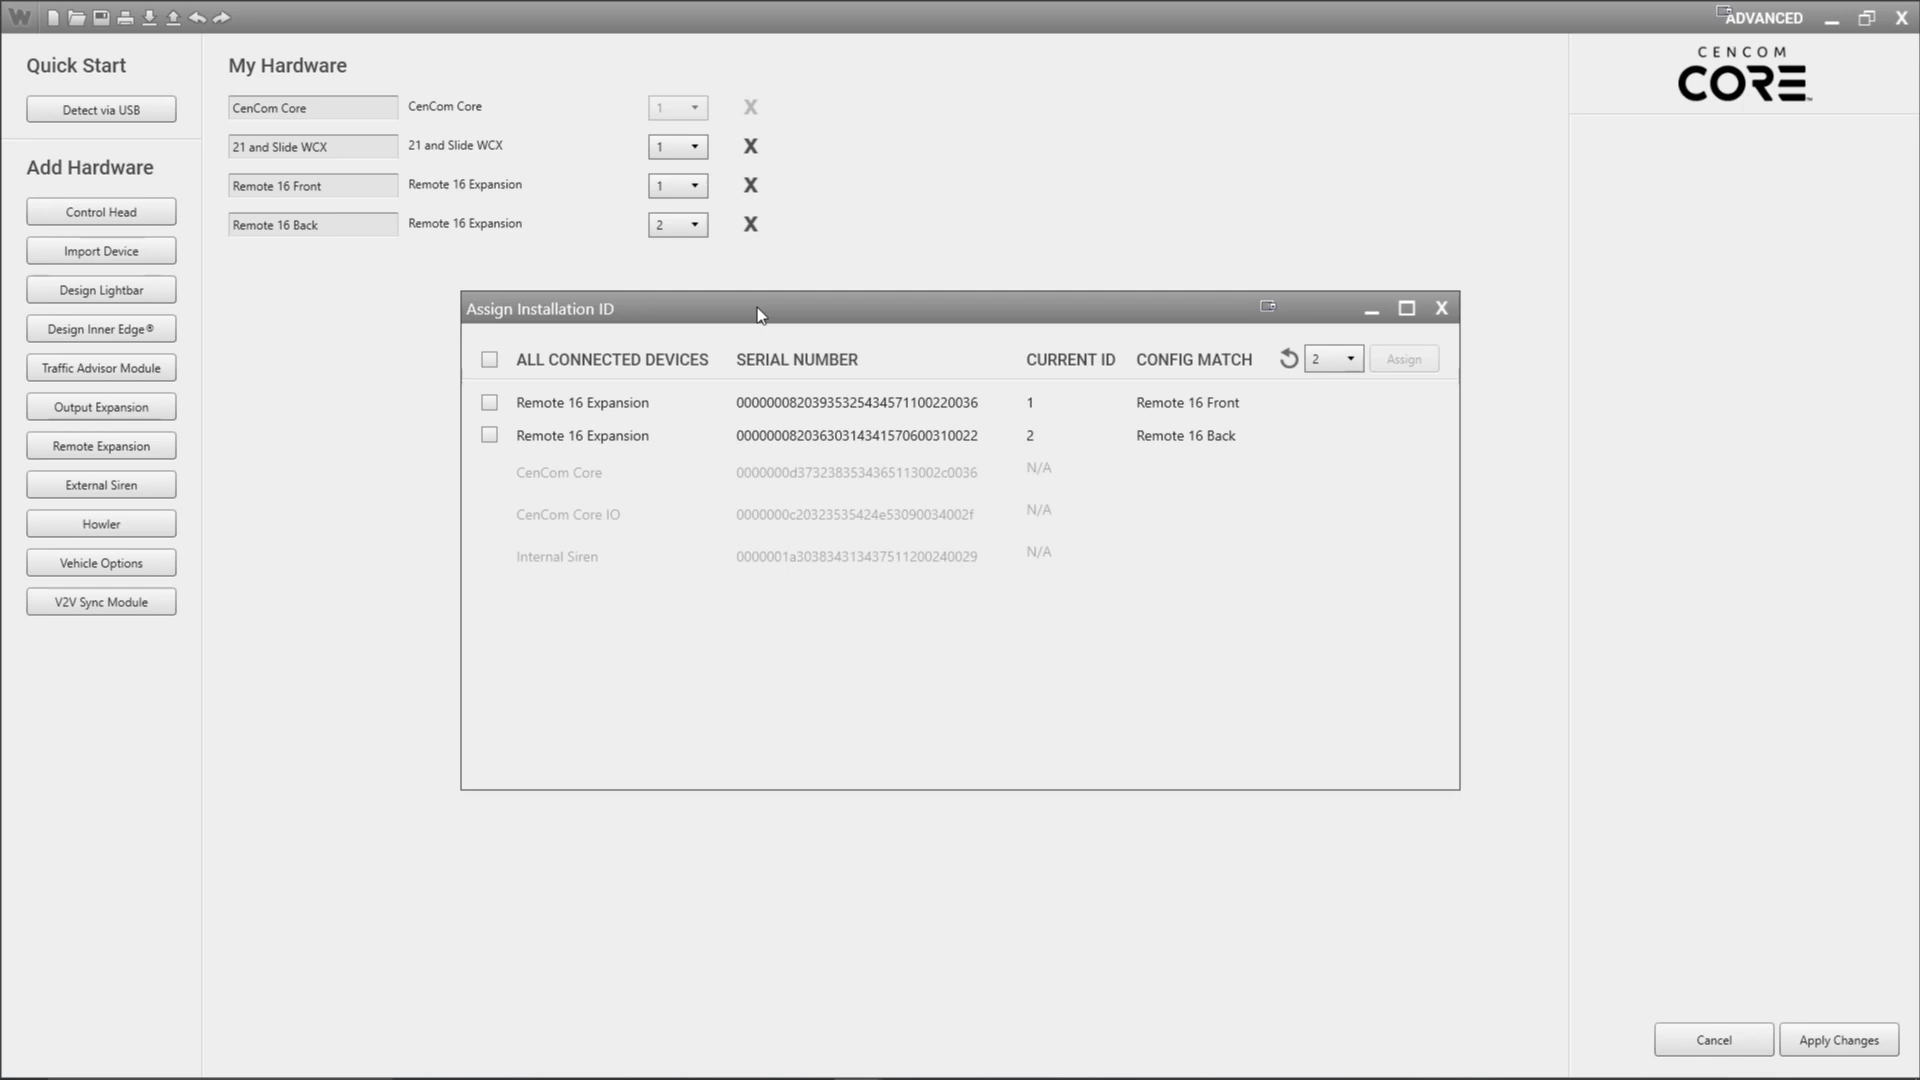 W
ADVANCED
Quick Start
Detect via USB
Add Hardware
Control Head
Import Device
Design Lightbar
Design Inner Edge®
Traffic Advisor Module
Output Expansion
Remote Expansion
External Siren
Howler
Vehicle Options
V2V Sync Module
My Hardware
CenCom Core CenCom Core 1 X
21 and Slide WCX 21 and Slide WCX 1 X
Remote 16 Front Remote 16 Expansion 1 X
Remote 16 Back Remote 16 Expansion 2 X
CENCOM
CORE™
Assign Installation ID
ALL CONNECTED DEVICES SERIAL NUMBER CURRENT ID CONFIG MATCH 2 Assign
Remote 16 Expansion 00000008203935325434571100220036 1 Remote 16 Front
Remote 16 Expansion 00000008203630314341570600310022 2 Remote 16 Back
CenCom Core 0000000d3732383534365113002c0036 N/A
CenCom Core IO 0000000c20323535424e53090034002f N/A
Internal Siren 0000001a303834313437511200240029 N/A
Cancel
Apply Changes